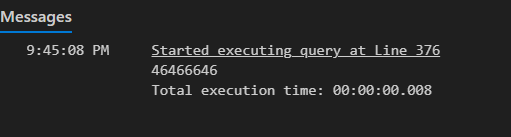 Messages
9:45:08 PM Started executing query at Line 376
46466646
Total execution time: 00:00:00.008